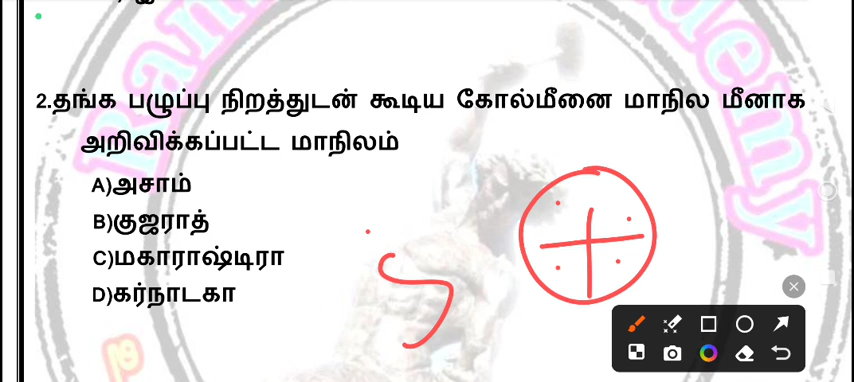 2.தங்க பழுப்பு நிறத்துடன் கூடிய கோல்மீனை மாநில மீனாக
அறிவிக்கப்பட்ட மாநிலம்
A)அசாம்
B)குஜராத்
C)மகாராஷ்டிரா
D)கர்நாடகா